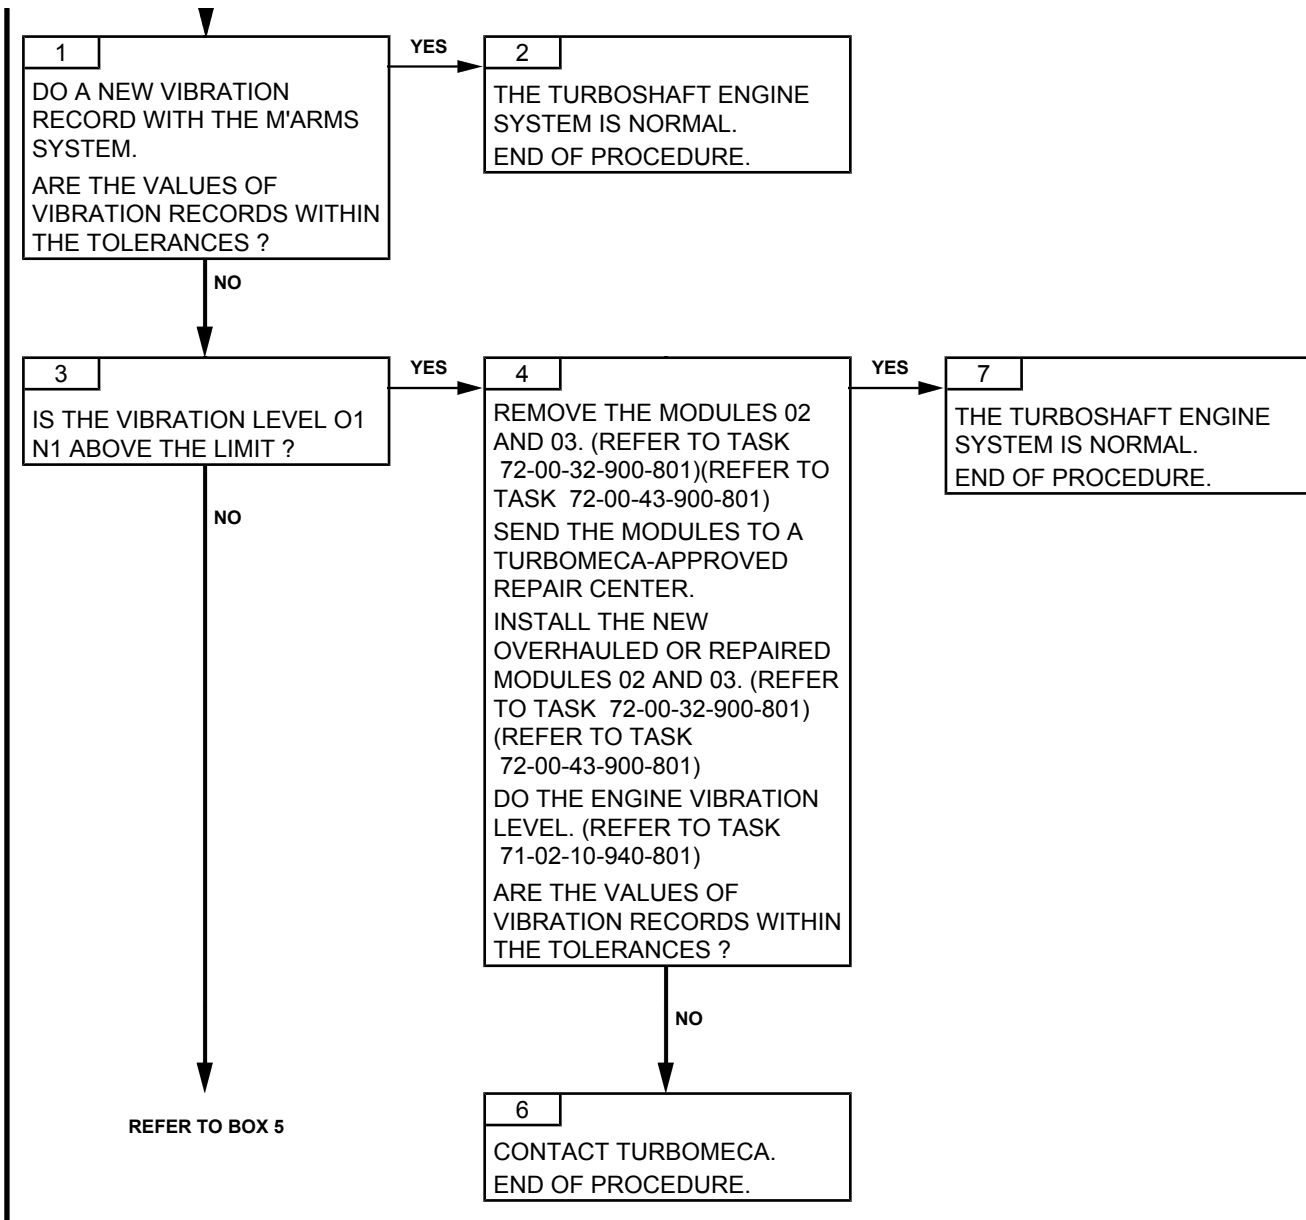 1
DO A NEW VIBRATION
RECORD WITH THE M'ARMS
SYSTEM.
ARE THE VALUES OF
VIBRATION RECORDS WITHIN
THE TOLERANCES ?
YES
2
THE TURBOSHAFT ENGINE
SYSTEM IS NORMAL.
END OF PROCEDURE.
NO
3
IS THE VIBRATION LEVEL O1
N1 ABOVE THE LIMIT ?
YES
4
REMOVE THE MODULES 02
AND 03. (REFER TO TASK
72-00-32-900-801)(REFER TO
TASK 72-00-43-900-801)
SEND THE MODULES TO A
TURBOMECA-APPROVED
REPAIR CENTER.
INSTALL THE NEW
OVERHAULED OR REPAIRED
MODULES 02 AND 03. (REFER
TO TASK 72-00-32-900-801)
(REFER TO TASK
72-00-43-900-801)
DO THE ENGINE VIBRATION
LEVEL. (REFER TO TASK
71-02-10-940-801)
ARE THE VALUES OF
VIBRATION RECORDS WITHIN
THE TOLERANCES ?
YES
7
THE TURBOSHAFT ENGINE
SYSTEM IS NORMAL.
END OF PROCEDURE.
NO
NO
REFER TO BOX 5
6
CONTACT TURBOMECA.
END OF PROCEDURE.